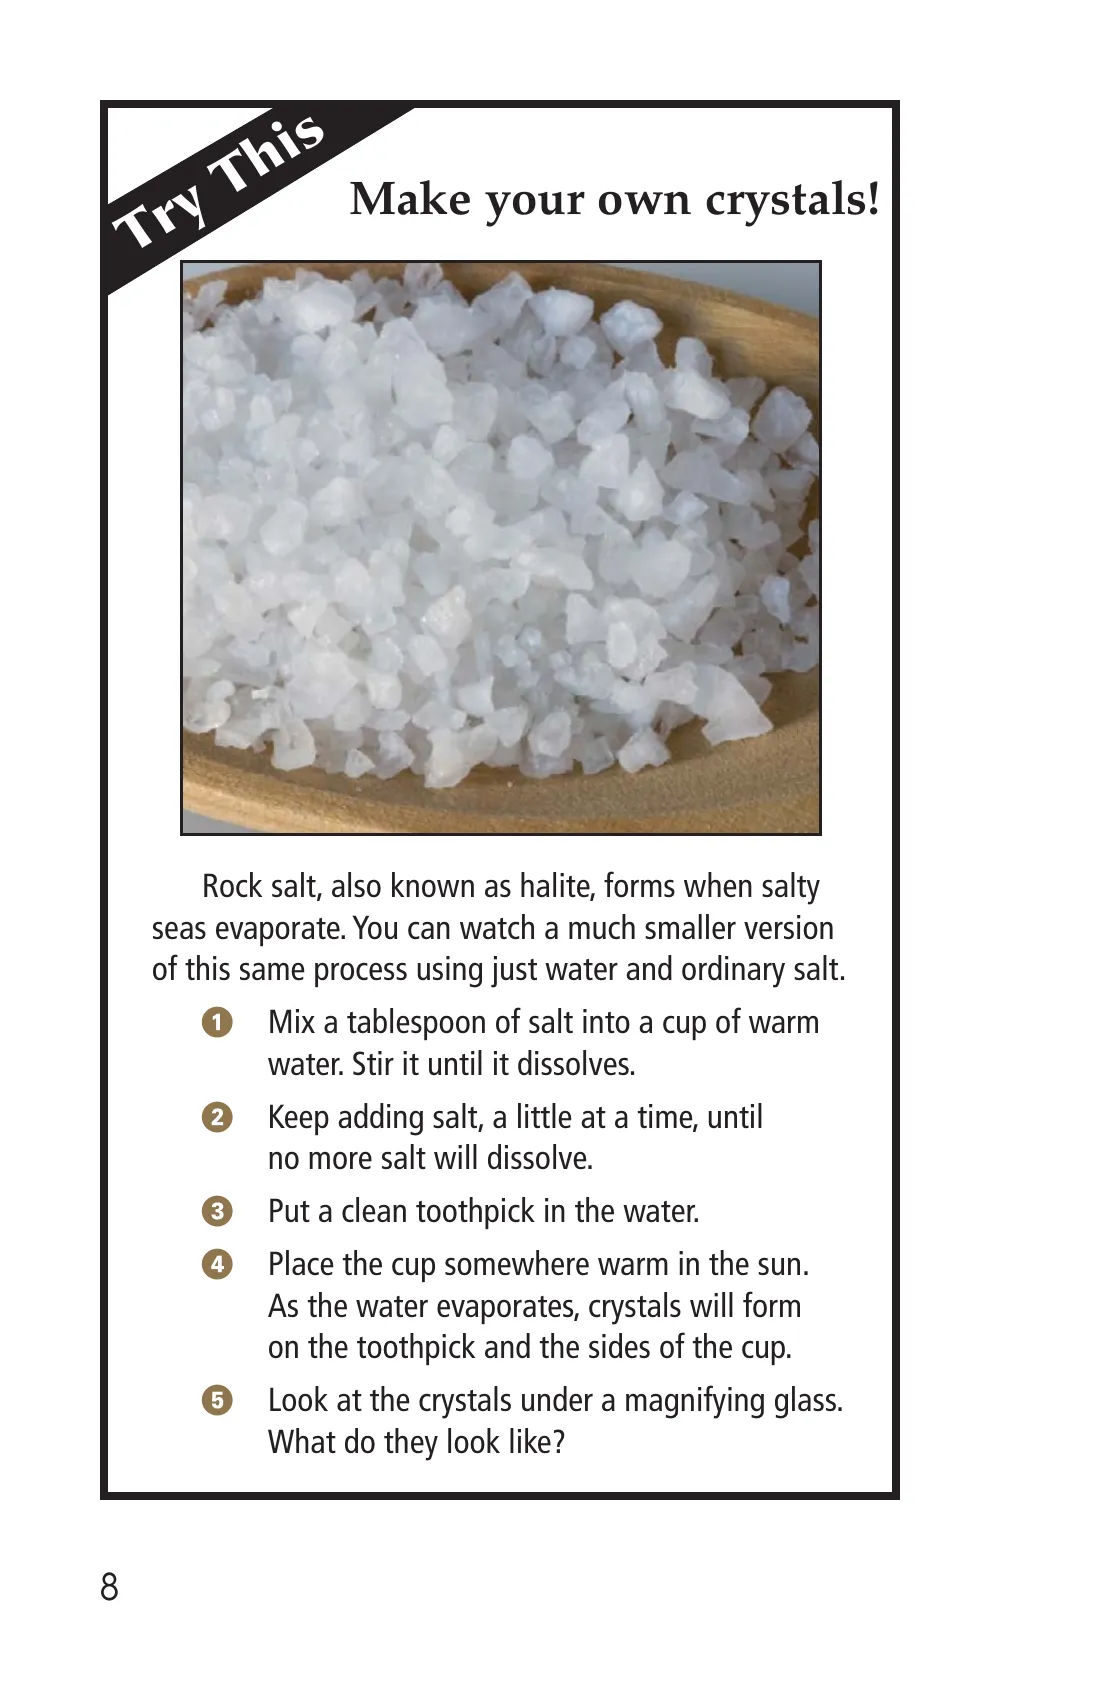 Try This
Make your own crystals!
Rock salt, also known as halite, forms when salty
seas evaporate. You can watch a much smaller version
of this same process using just water and ordinary salt.
1 Mix a tablespoon of salt into a cup of warm
water. Stir it until it dissolves.
2 Keep adding salt, a little at a time, until
no more salt will dissolve.
3 Put a clean toothpick in the water.
4 Place the cup somewhere warm in the sun.
As the water evaporates, crystals will form
on the toothpick and the sides of the cup.
5 Look at the crystals under a magnifying glass.
What do they look like?
8